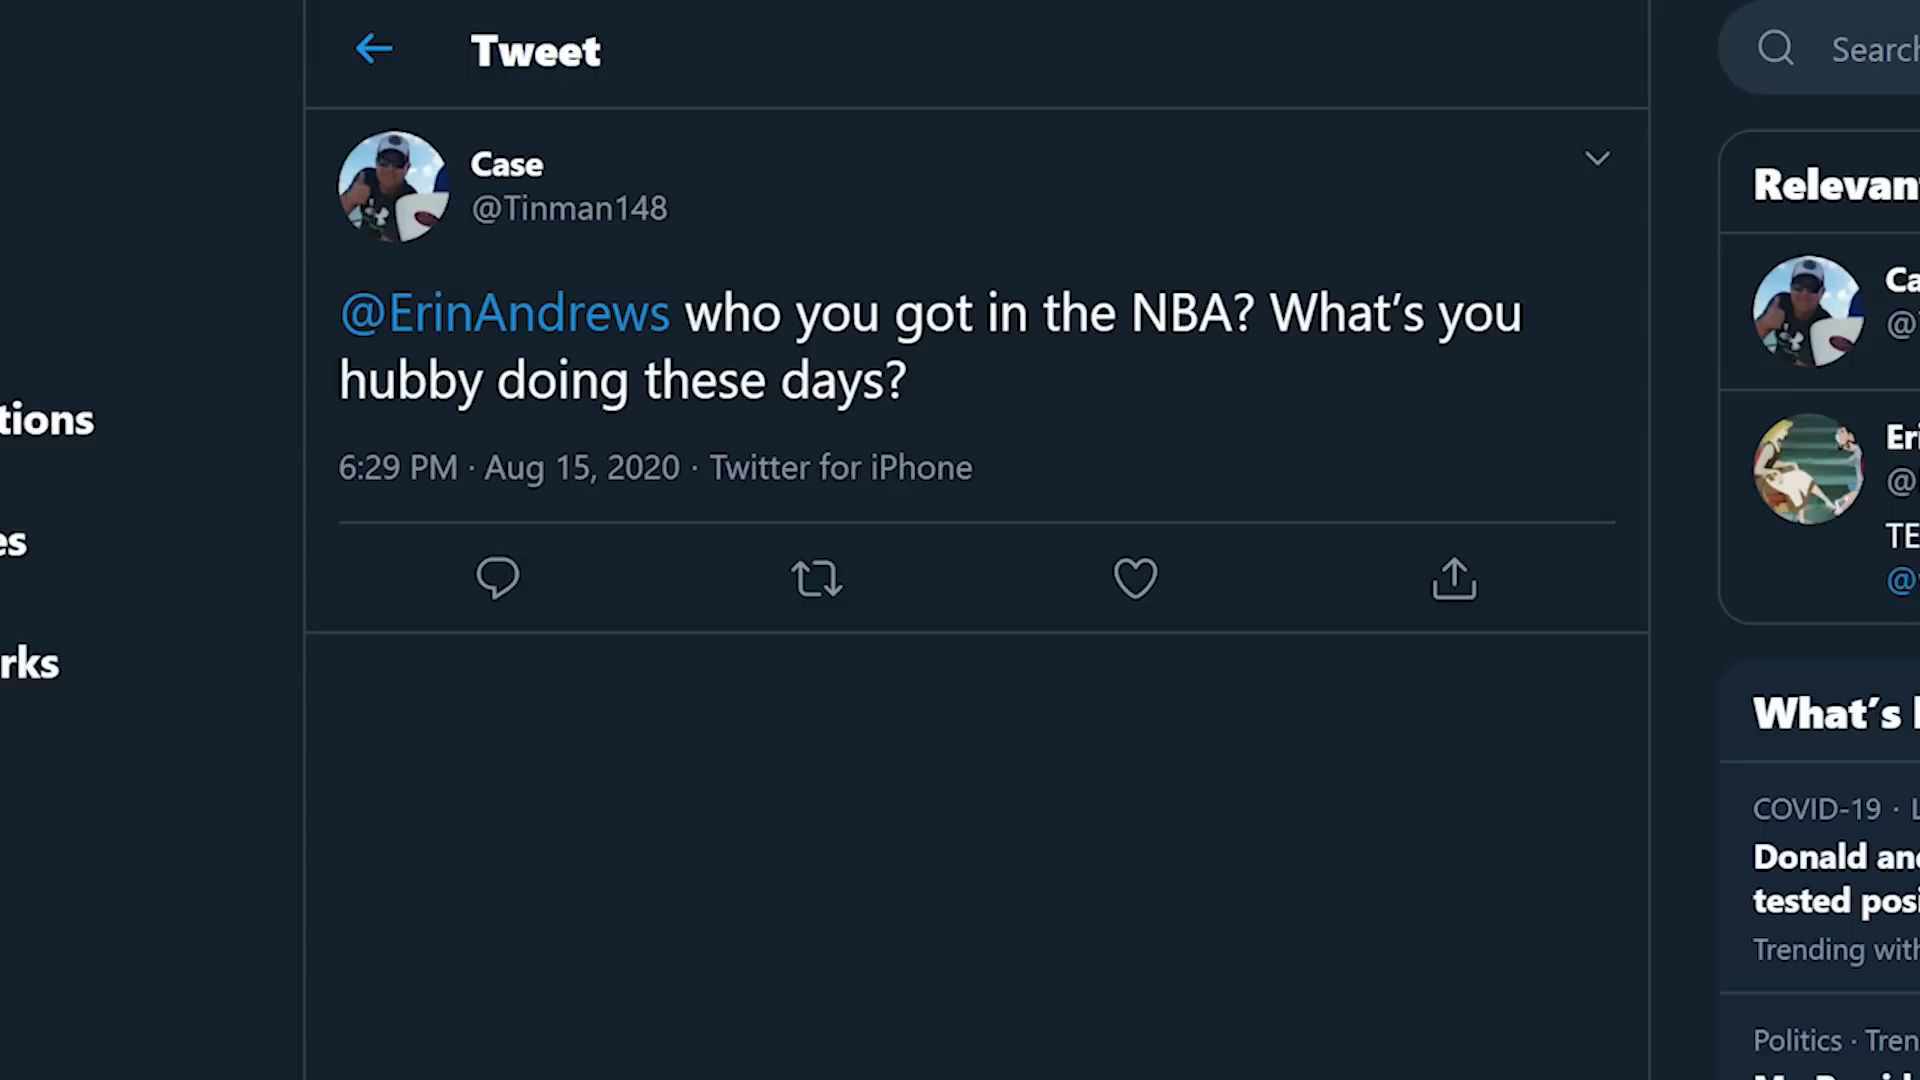 Tweet
Search
Case
@Tinman148
@ErinAndrews who you got in the NBA? What’s you
hubby doing these days?
6:29 PM · Aug 15, 2020 · Twitter for iPhone
tions
es
rks
Relevan
Ca
@
Eri
@
TE
@
What’s
COVID-19 ·
Donald and
tested posi
Trending with
Politics · Tren